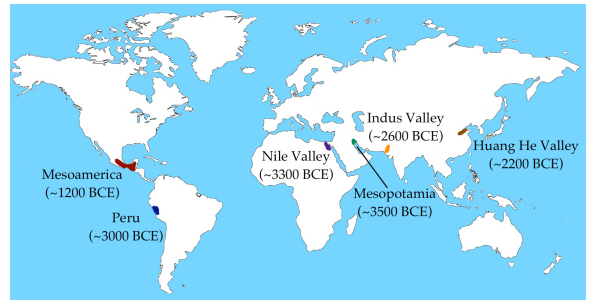 Indus Valley
(~2600 BCE)
Huang He Valley
(~2200 BCE)
Nile Valley
(~3300 BCE)
Mesopotamia
(~3500 BCE)
Mesoamerica
(~1200 BCE)
Peru
(~3000 BCE)